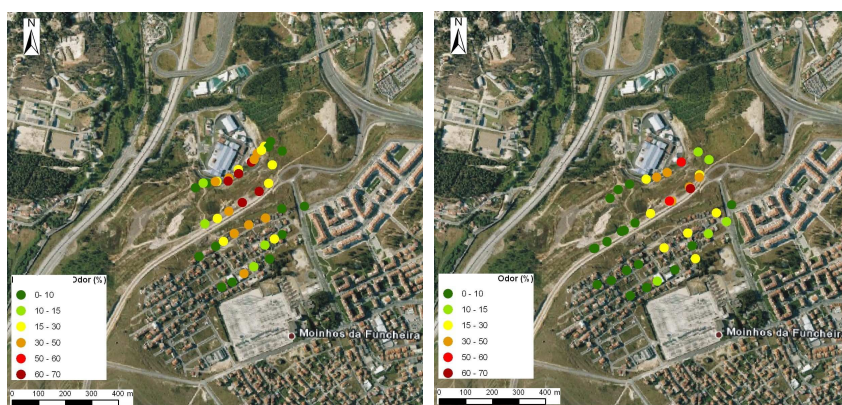 N
Odor (%)
0 - 10
10 - 15
15 - 30
30 - 50
50 - 60
60 - 70
0 100 200 300 400 m
Moinhos da Funcheira
N
Odor (%)
0 - 10
10 - 15
15 - 30
30 - 50
50 - 60
60 - 70
0 100 200 300 400 m
Moinhos da Funcheira